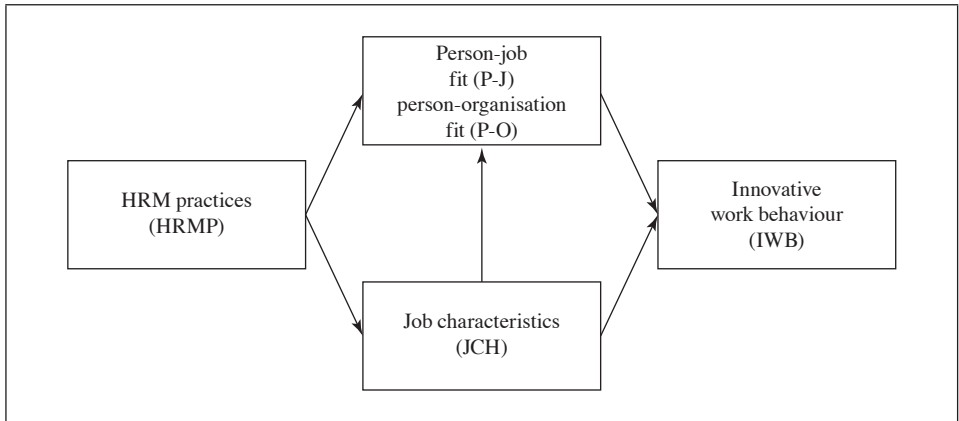 Person-job
fit (P-J)
person-organisation
fit (P-O)
HRM practices
(HRMP)
Innovative
work behaviour
(IWB)
Job characteristics
(JCH)